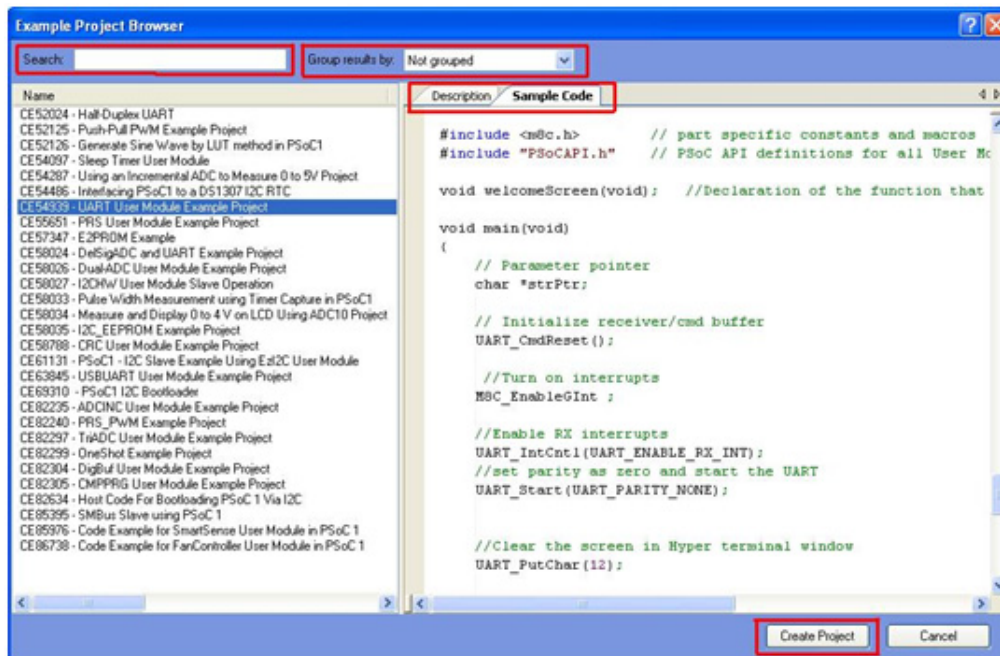 Example Project Browser
Search:
Group results by: Not grouped
Name
CE52024 - Half-Duplex UART
CE52125 - Push-Pull PWM Example Project
CE52126 - Generate Sine Wave by LUT method in PSoC1
CE54097 - Sleep Timer User Module
CE54287 - Using an Incremental ADC to Measure 0 to 5V Project
CE54486 - Interfacing PSoC1 to a DS1307 I2C RTC
CE54939 - UART User Module Example Project
CE55651 - PRS User Module Example Project
CE57347 - E2PROM Example
CE58024 - DelSigADC and UART Example Project
CE58026 - Dual-ADC User Module Example Project
CE58027 - I2CHW User Module Slave Operation
CE58033 - Pulse Width Measurement using Timer Capture in PSoC1
CE58034 - Measure and Display 0 to 4 V on LCD Using ADC10 Project
CE58035 - I2C_EEPROM Example Project
CE58788 - CRC User Module Example Project
CE61131 - PSoC1 - I2C Slave Example Using EzI2C User Module
CE63845 - USBUART User Module Example Project
CE69310 - PSoC1 I2C Bootloader
CE82235 - ADCINC User Module Example Project
CE82240 - PRS_PWM Example Project
CE82297 - TriADC User Module Example Project
CE82299 - OneShot Example Project
CE82304 - DigBuf User Module Example Project
CE82305 - CMPPRG User Module Example Project
CE82634 - Host Code For Bootloading PSoC 1 Via I2C
CE85395 - SMBus Slave using PSoC 1
CE85976 - Code Example for SmartSense User Module in PSoC 1
CE86738 - Code Example for FanController User Module in PSoC 1
Description Sample Code
#include <m8c.h> // part specific constants and macros
#include "PSoCAPI.h" // PSoC API definitions for all User Mo
void welcomeScreen(void); //Declaration of the function that
void main(void)
{
// Parameter pointer
char *strPtr;
// Initialize receiver/cmd buffer
UART_CmdReset();
//Turn on interrupts
M8C_EnableGInt ;
//Enable RX interrupts
UART_IntCntl(UART_ENABLE_RX_INT);
//set parity as zero and start the UART
UART_Start(UART_PARITY_NONE);
//Clear the screen in Hyper terminal window
UART_PutChar(12);
Create Project Cancel